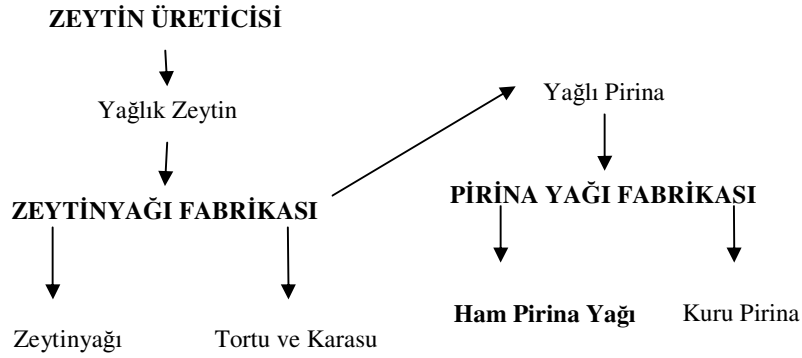 ZEYTİN ÜRETİCİSİ
Yağlık Zeytin
ZEYTİNYAĞI FABRİKASI
Zeytinyağı
Tortu ve Karasu
Yağlı Pirina
PİRİNA YAĞI FABRİKASI
Ham Pirina Yağı
Kuru Pirina